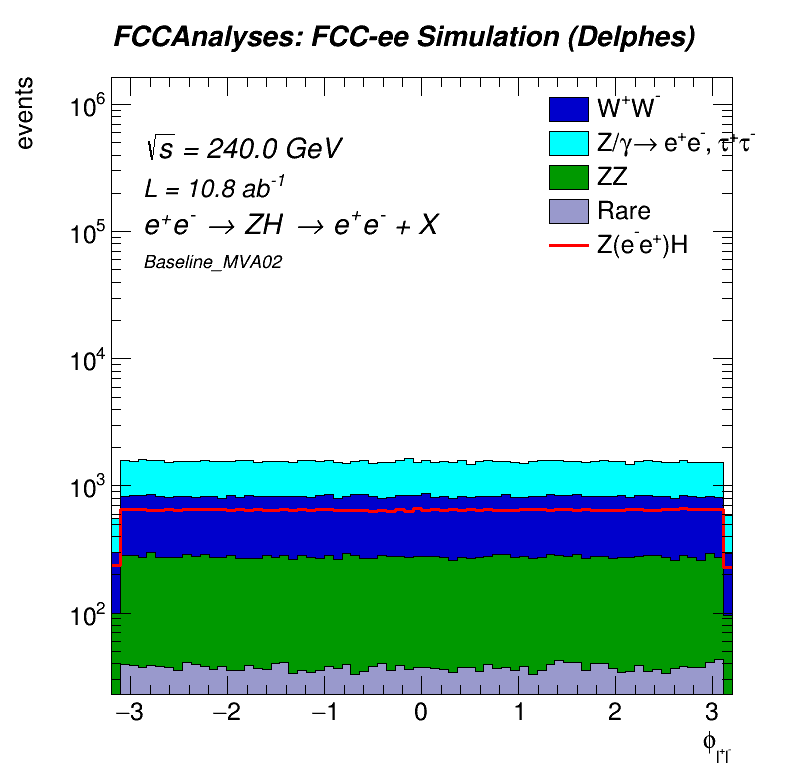 FCCAnalyses: FCC-ee Simulation (Delphes)
events
10⁶
10⁵
10⁴
10³
10²
√s = 240.0 GeV
L = 10.8 ab⁻¹
e⁺e⁻ → ZH → e⁺e⁻ + X
Baseline_MVA02
W⁺W⁻
Z/γ→ e⁺e⁻, τ⁺τ⁻
ZZ
Rare
Z(e⁻e⁺)H
−3 −2 −1 0 1 2 3
ϕ_l⁺l⁻